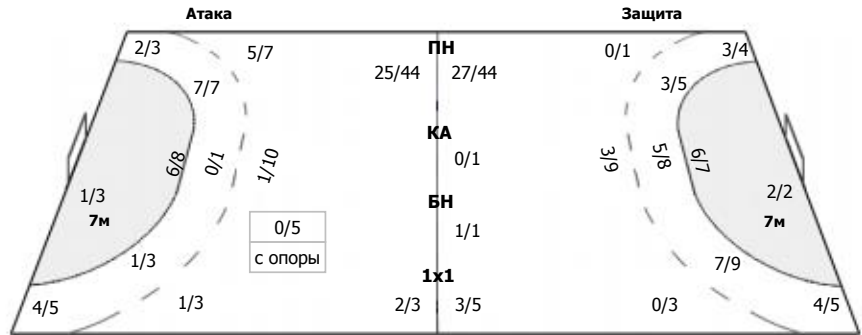 Атака Защита
2/3 5/7 ПН 0/1 3/4
7/7 25/44 27/44 3/5
6/8 0/1 1/10 КА 0/1 3/9 5/8 6/7
1/3 2/2
7м БН 7м
0/5 1/1
с опоры
1/3 7/9
1x1
4/5 1/3 2/3 3/5 0/3 4/5